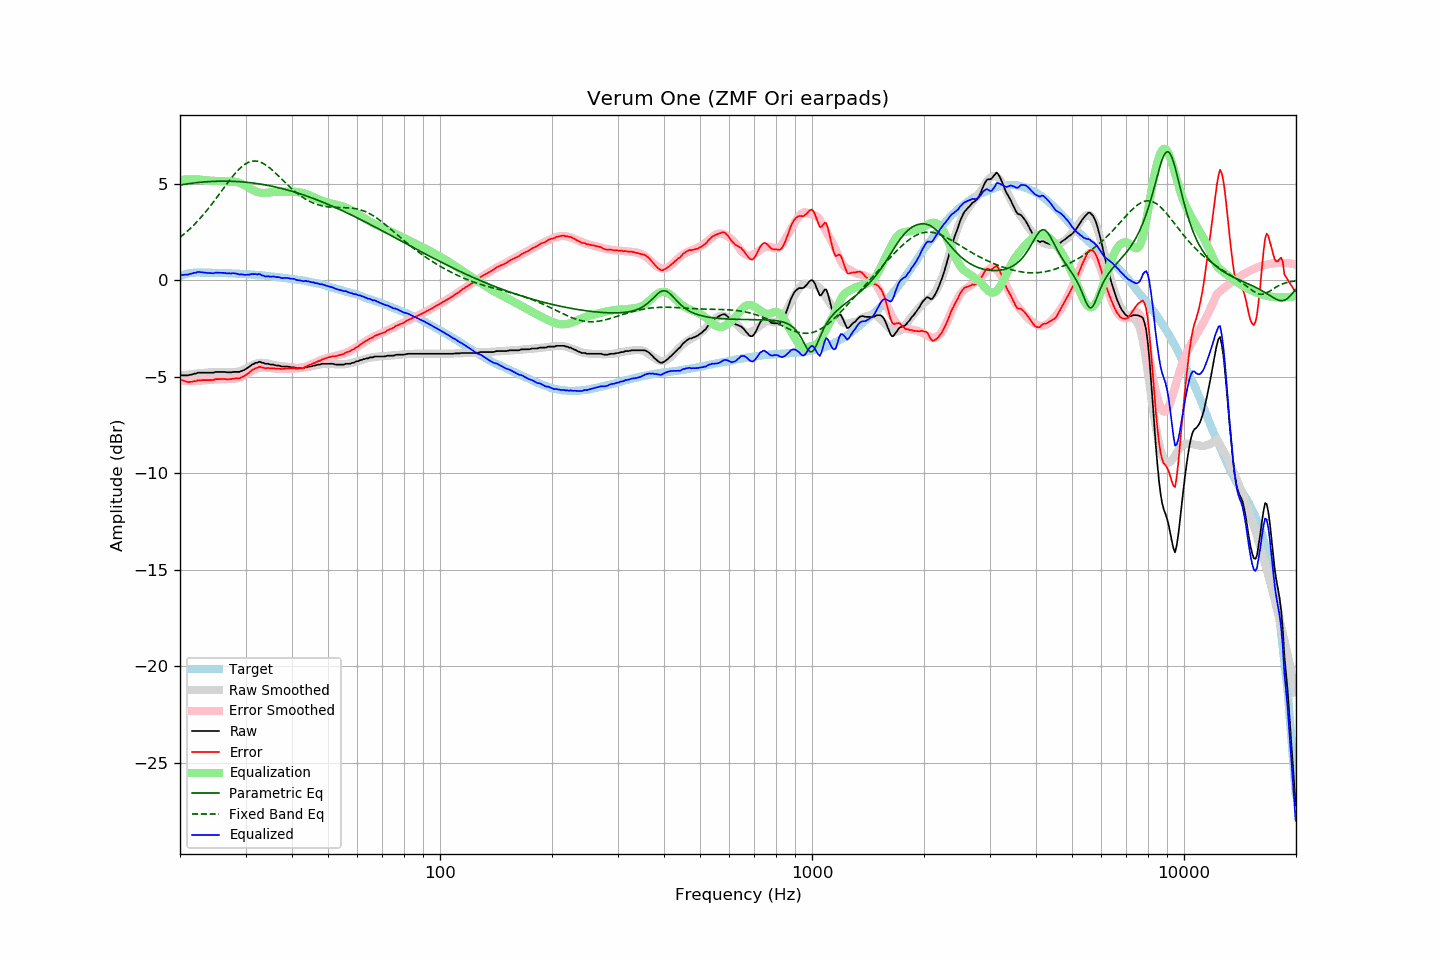 Verum One (ZMF Ori earpads)
Amplitude (dBr)
5
0
−5
−10
−15
−20
−25
Target
Raw Smoothed
Error Smoothed
Raw
Error
Equalization
Parametric Eq
Fixed Band Eq
Equalized
100
1000
10000
Frequency (Hz)